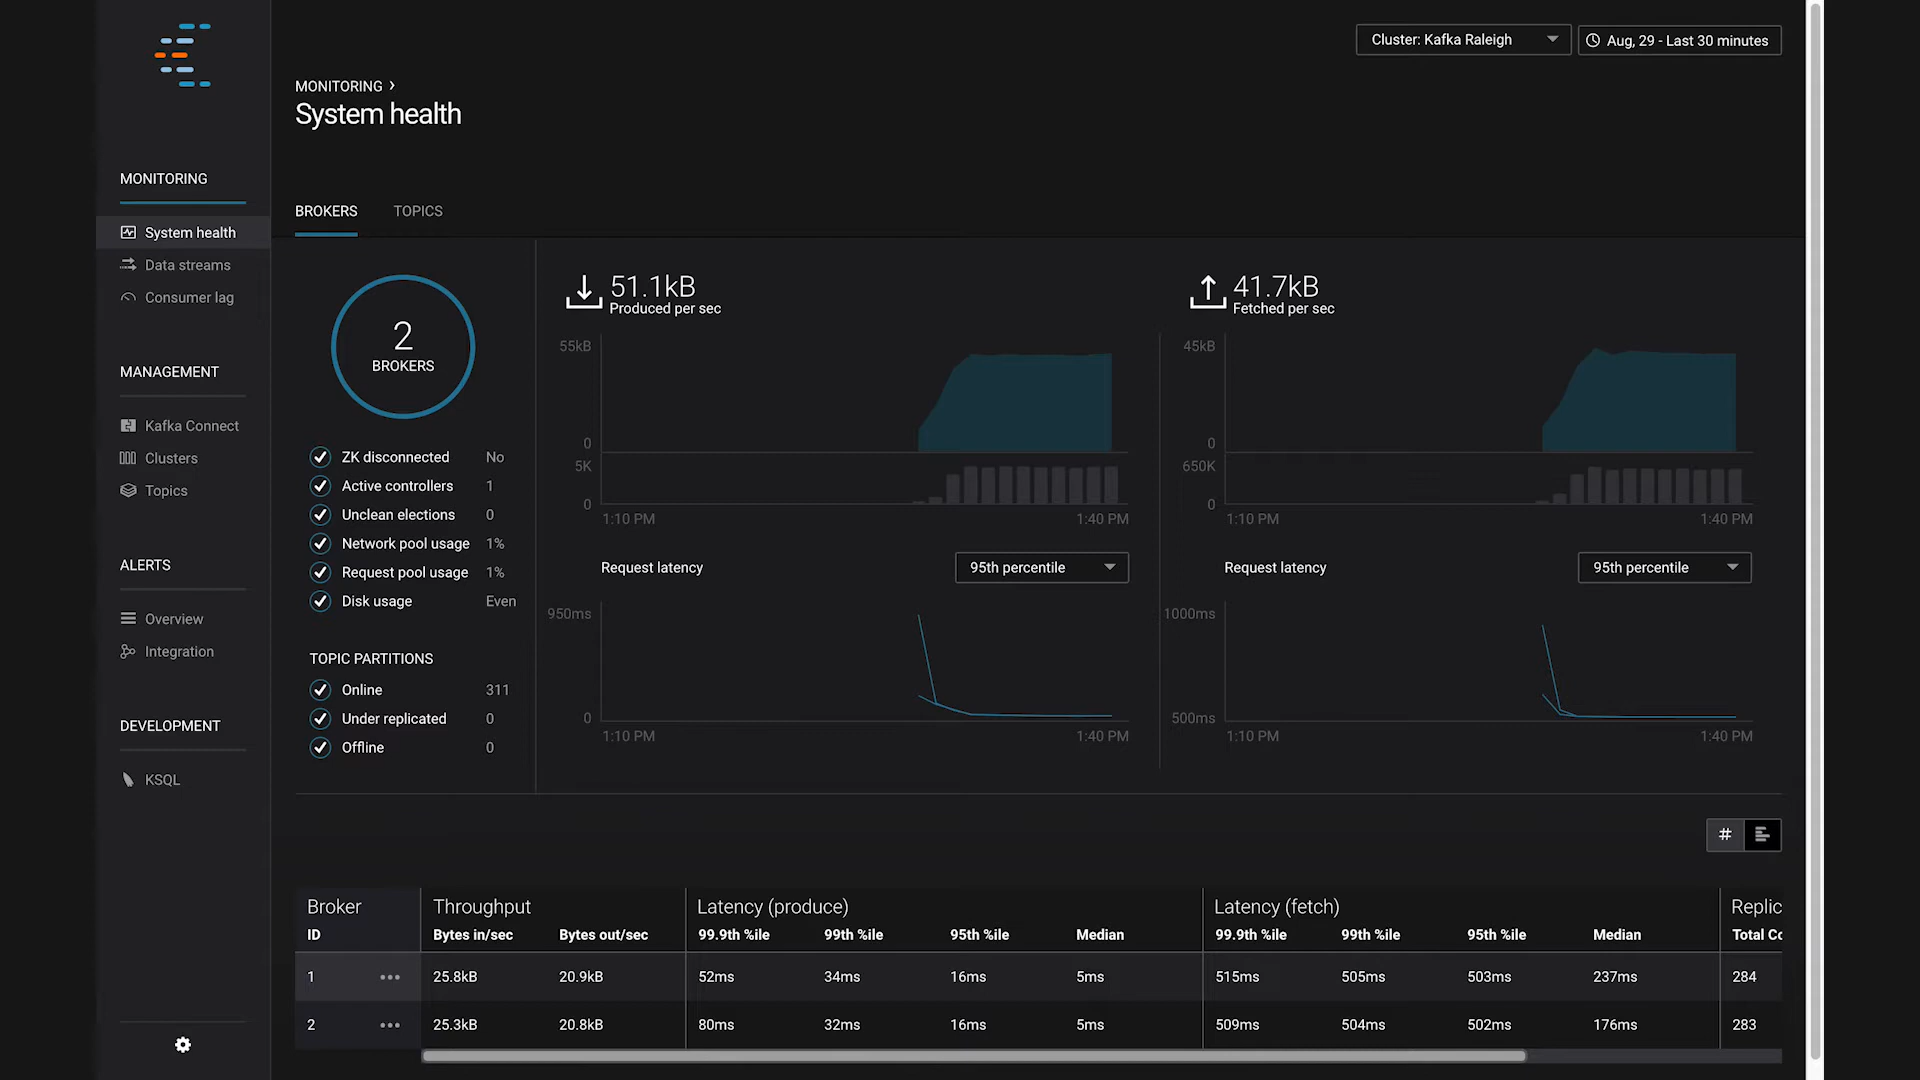 Cluster: Kafka Raleigh
Aug, 29 - Last 30 minutes
MONITORING ›
System health
MONITORING
System health
Data streams
Consumer lag
MANAGEMENT
Kafka Connect
Clusters
Topics
ALERTS
Overview
Integration
DEVELOPMENT
KSQL
BROKERS
TOPICS
2
BROKERS
ZK disconnected No
Active controllers 1
Unclean elections 0
Network pool usage 1%
Request pool usage 1%
Disk usage Even
TOPIC PARTITIONS
Online 311
Under replicated 0
Offline 0
51.1kB
Produced per sec
55kB
0
5K
0
1:10 PM 1:40 PM
Request latency 95th percentile
950ms
0
1:10 PM 1:40 PM
41.7kB
Fetched per sec
45kB
0
650K
0
1:10 PM 1:40 PM
Request latency 95th percentile
1000ms
500ms
1:10 PM 1:40 PM
#
Broker Throughput Latency (produce) Latency (fetch) Replic
ID Bytes in/sec Bytes out/sec 99.9th %ile 99th %ile 95th %ile Median 99.9th %ile 99th %ile 95th %ile Median Total Co
1 ••• 25.8kB 20.9kB 52ms 34ms 16ms 5ms 515ms 505ms 503ms 237ms 284
2 ••• 25.3kB 20.8kB 80ms 32ms 16ms 5ms 509ms 504ms 502ms 176ms 283